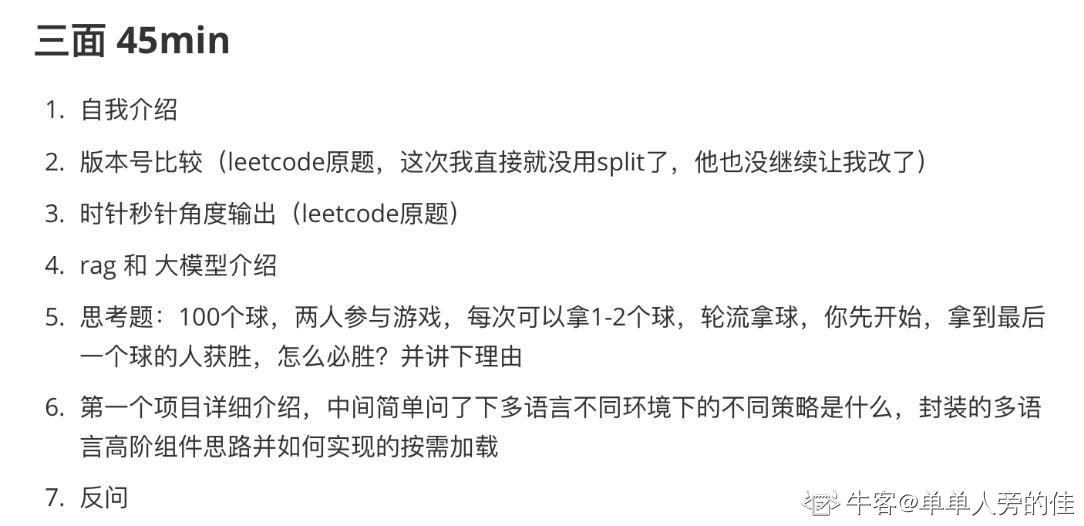 三面 45min
1. 自我介绍
2. 版本号比较（leetcode原题，这次我直接就没用split了，他也没继续让我改了）
3. 时针秒针角度输出（leetcode原题）
4. rag 和 大模型介绍
5. 思考题：100个球，两人参与游戏，每次可以拿1-2个球，轮流拿球，你先开始，拿到最后
一个球的人获胜，怎么必胜？并讲下理由
6. 第一个项目详细介绍，中间简单问了下多语言不同环境下的不同策略是什么，封装的多语
言高阶组件思路并如何实现的按需加载
7. 反问
牛客@单单人旁的佳